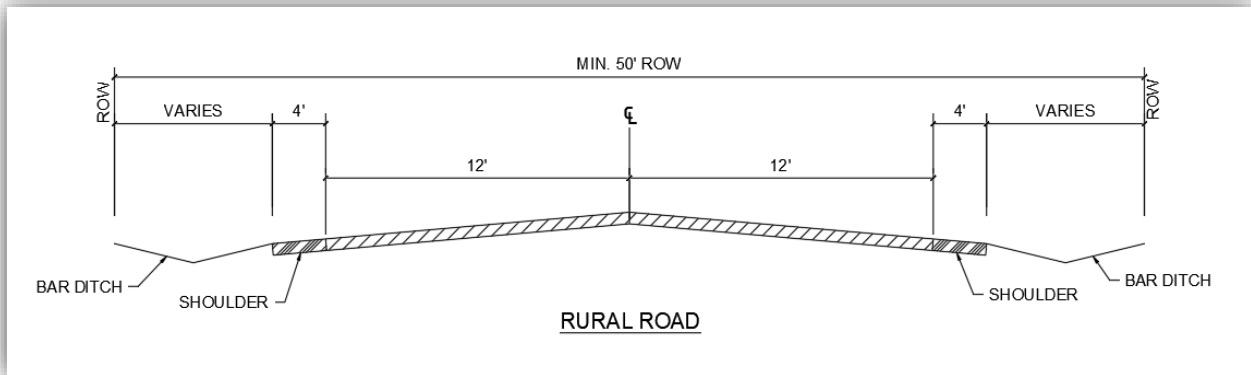 MIN. 50' ROW
ROW
ROW
VARIES
4'
℄
4'
VARIES
12'
12'
BAR DITCH
SHOULDER
SHOULDER
BAR DITCH
RURAL ROAD